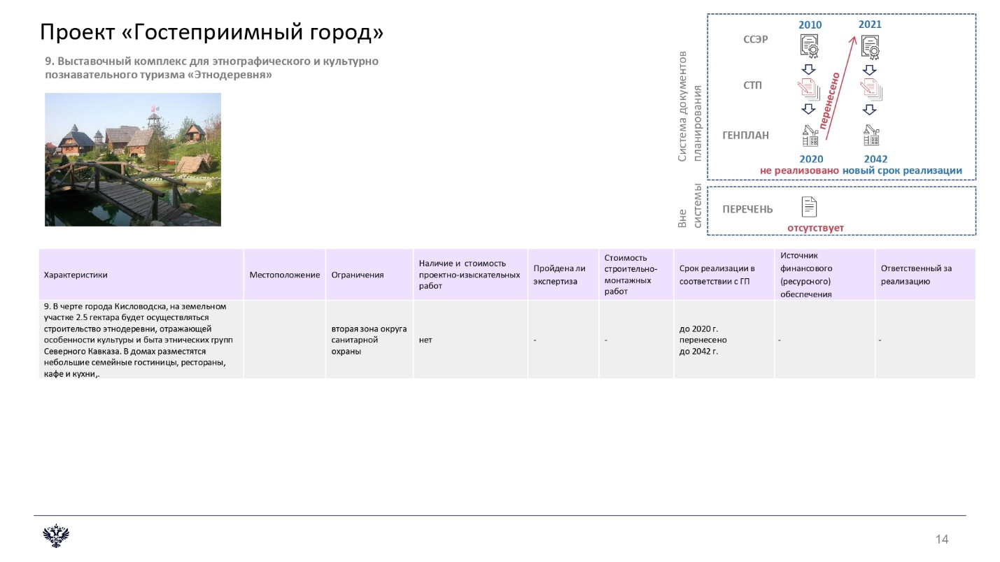 Проект «Гостеприимный город»
9. Выставочный комплекс для этнографического и культурно
познавательного туризма «Этнодеревня»
Система документов
планирования
2010
2021
ССЭР
СТП
перенесено
ГЕНПЛАН
2020
2042
не реализовано новый срок реализации
Вне
системы
ПЕРЕЧЕНЬ
отсутствует
Характеристики
Местоположение
Ограничения
Наличие и стоимость
проектно-изыскательных
работ
Пройдена ли
экспертиза
Стоимость
строительно-
монтажных
работ
Срок реализации в
соответствии с ГП
Источник
финансового
(ресурсного)
обеспечения
Ответственный за
реализацию
9. В черте города Кисловодска, на земельном
участке 2.5 гектара будет осуществляться
строительство этнодеревни, отражающей
особенности культуры и быта этнических групп
Северного Кавказа. В домах разместятся
небольшие семейные гостиницы, рестораны,
кафе и кухни,.
вторая зона округа
санитарной
охраны
нет
-
-
до 2020 г.
перенесено
до 2042 г.
-
-
14